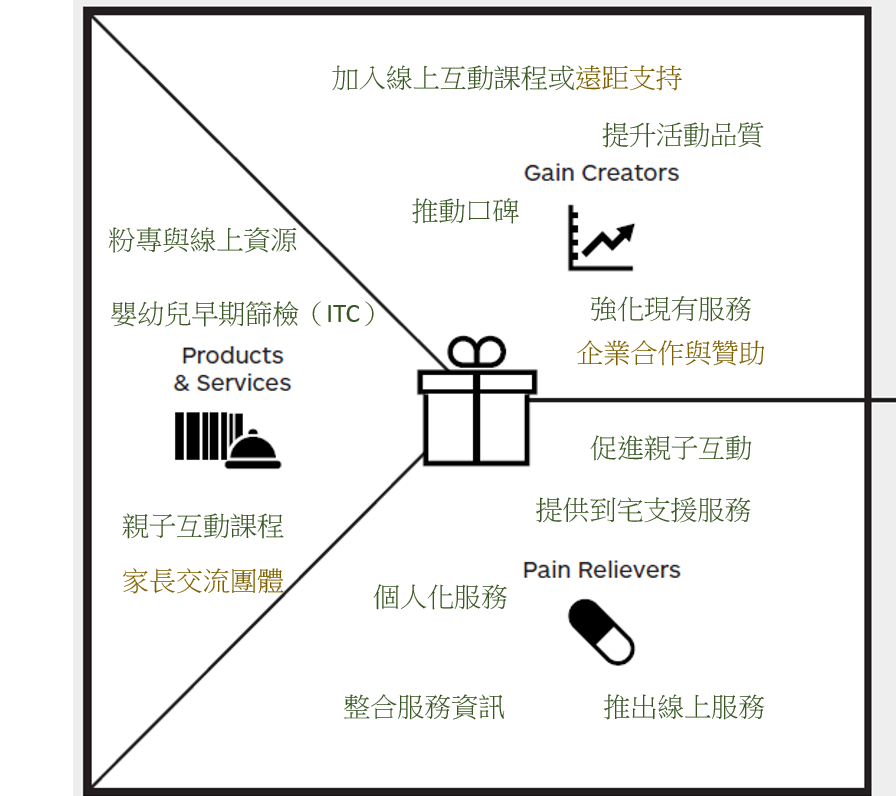 加入線上互動課程或遠距支持
提升活動品質
Gain Creators
推動口碑
強化現有服務
企業合作與贊助
粉專與線上資源
嬰幼兒早期篩檢（ITC）
Products
& Services
親子互動課程
家長交流團體
促進親子互動
提供到宅支援服務
Pain Relievers
個人化服務
整合服務資訊
推出線上服務